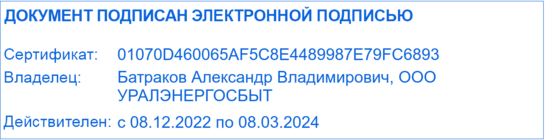 ДОКУМЕНТ ПОДПИСАН ЭЛЕКТРОННОЙ ПОДПИСЬЮ
Сертификат: 01070D460065AF5C8E4489987E79FC6893
Владелец: Батраков Александр Владимирович, ООО
УРАЛЭНЕРГОСБЫТ
Действителен: с 08.12.2022 по 08.03.2024